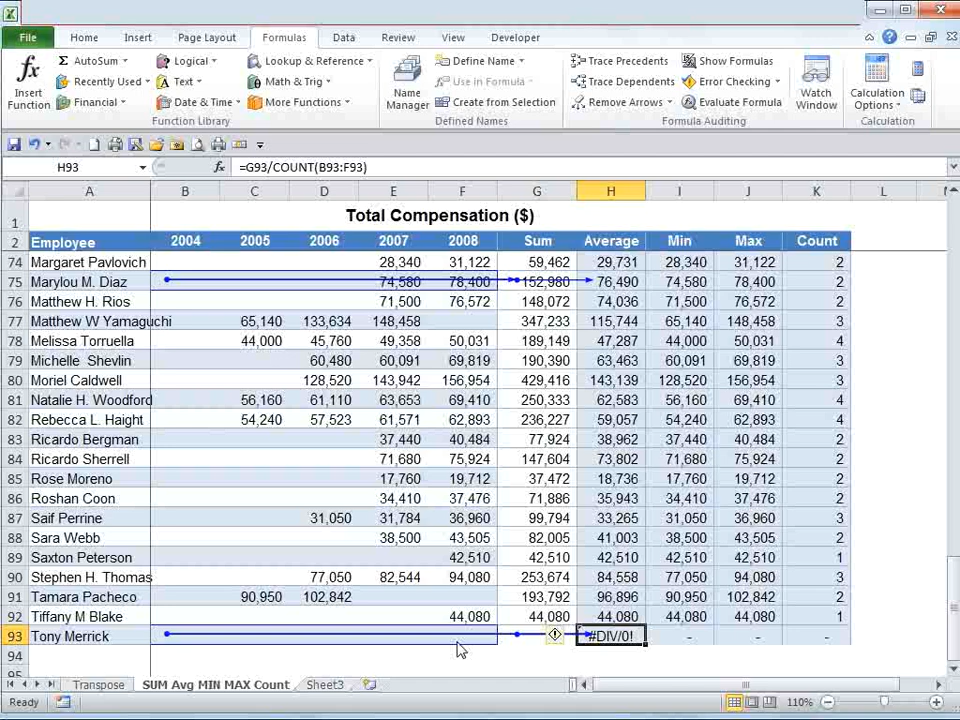 File Home Insert Page Layout Formulas Data Review View Developer
fx Σ AutoSum Logical Lookup & Reference Define Name Trace Precedents Show Formulas
Recently Used Text Math & Trig Use in Formula Trace Dependents Error Checking
Insert Function Financial Date & Time More Functions Name Manager Create from Selection Remove Arrows Evaluate Formula Watch Window Calculation Options
Function Library Defined Names Formula Auditing Calculation
H93 fx =G93/COUNT(B93:F93)
A B C D E F G H I J K L
1 Total Compensation ($)
2 Employee 2004 2005 2006 2007 2008 Sum Average Min Max Count
74 Margaret Pavlovich 28,340 31,122 59,462 29,731 28,340 31,122 2
75 Marylou M. Diaz 74,580 78,400 152,980 76,490 74,580 78,400 2
76 Matthew H. Rios 71,500 76,572 148,072 74,036 71,500 76,572 2
77 Matthew W Yamaguchi 65,140 133,634 148,458 347,233 115,744 65,140 148,458 3
78 Melissa Torruella 44,000 45,760 49,358 50,031 189,149 47,287 44,000 50,031 4
79 Michelle Shevlin 60,480 60,091 69,819 190,390 63,463 60,091 69,819 3
80 Moriel Caldwell 128,520 143,942 156,954 429,416 143,139 128,520 156,954 3
81 Natalie H. Woodford 56,160 61,110 63,653 69,410 250,333 62,583 56,160 69,410 4
82 Rebecca L. Haight 54,240 57,523 61,571 62,893 236,227 59,057 54,240 62,893 4
83 Ricardo Bergman 37,440 40,484 77,924 38,962 37,440 40,484 2
84 Ricardo Sherrell 71,680 75,924 147,604 73,802 71,680 75,924 2
85 Rose Moreno 17,760 19,712 37,472 18,736 17,760 19,712 2
86 Roshan Coon 34,410 37,476 71,886 35,943 34,410 37,476 2
87 Saif Perrine 31,050 31,784 36,960 99,794 33,265 31,050 36,960 3
88 Sara Webb 38,500 43,505 82,005 41,003 38,500 43,505 2
89 Saxton Peterson 42,510 42,510 42,510 42,510 42,510 1
90 Stephen H. Thomas 77,050 82,544 94,080 253,674 84,558 77,050 94,080 3
91 Tamara Pacheco 90,950 102,842 193,792 96,896 90,950 102,842 2
92 Tiffany M Blake 44,080 44,080 44,080 44,080 44,080 1
93 Tony Merrick #DIV/0! - - -
94
Transpose SUM Avg MIN MAX Count Sheet3
Ready 110%